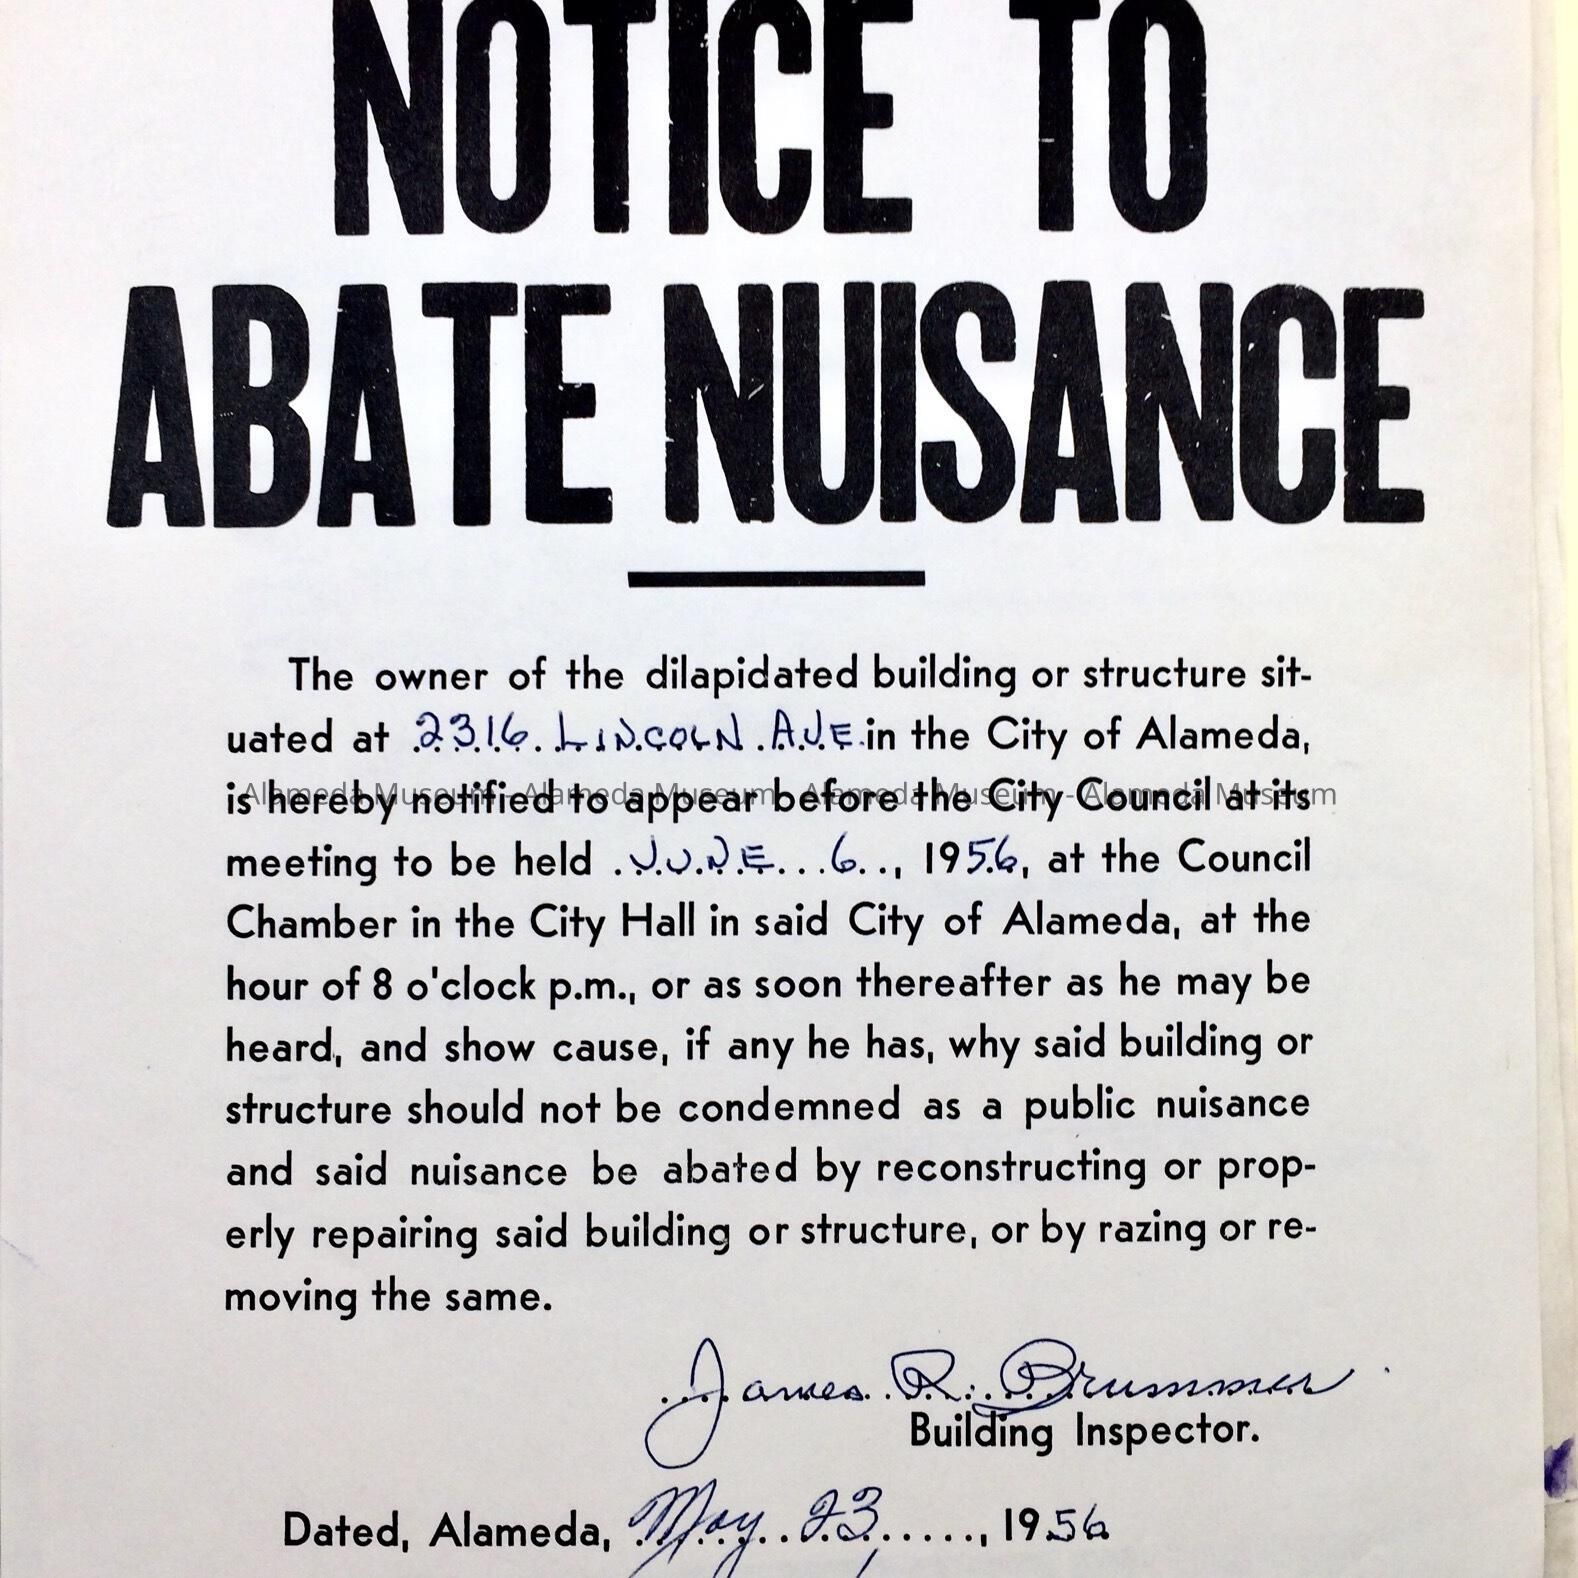 NOTICE TO
ABATE NUISANCE
The owner of the dilapidated building or structure sit-
uated at 2316 LINCOLN AVE in the City of Alameda,
is hereby notified to appear before the City Council at its
Alameda Museum - Alameda Museum - Alameda Museum - Alameda Museum
meeting to be held JUNE 6, 1956, at the Council
Chamber in the City Hall in said City of Alameda, at the
hour of 8 o'clock p.m., or as soon thereafter as he may be
heard, and show cause, if any he has, why said building or
structure should not be condemned as a public nuisance
and said nuisance be abated by reconstructing or prop-
erly repairing said building or structure, or by razing or re-
moving the same.
James R. Brummer
Building Inspector.
Dated, Alameda, May 23, 1956